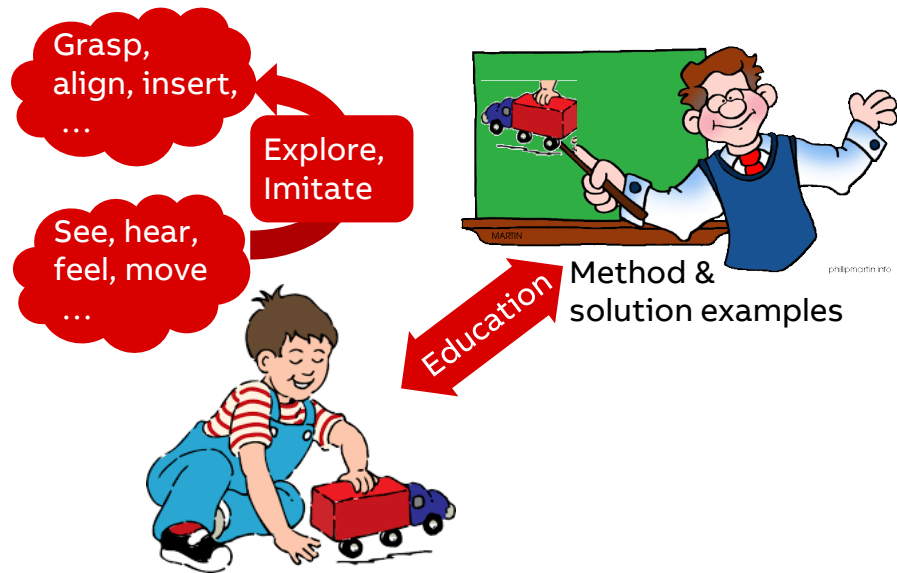 Grasp,
align, insert,
...
Explore,
Imitate
See, hear,
feel, move
...
MARTIN
philipmartin.info
Method &
solution examples
Education